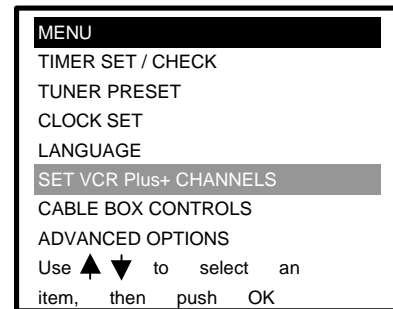 MENU
TIMER SET / CHECK
TUNER PRESET
CLOCK SET
LANGUAGE
SET VCR Plus+ CHANNELS
CABLE BOX CONTROLS
ADVANCED OPTIONS
Use ▲ ▼ to select an
item, then push OK